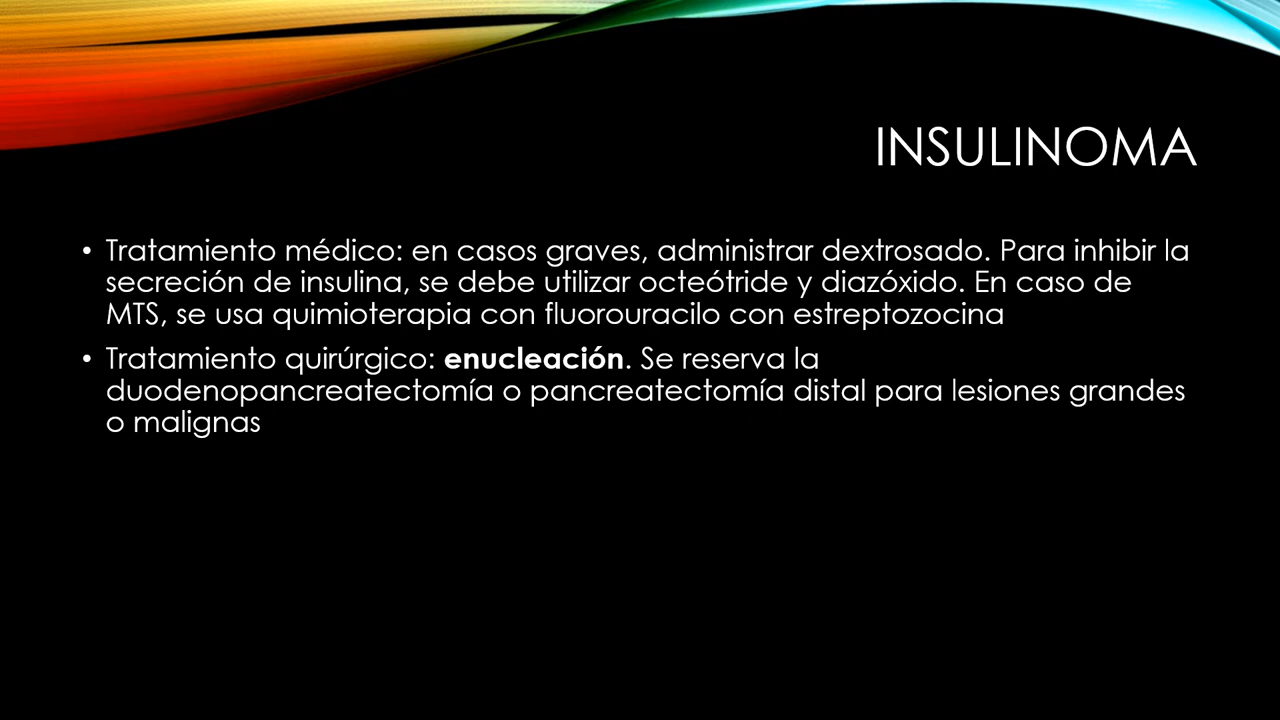 INSULINOMA
• Tratamiento médico: en casos graves, administrar dextrosado. Para inhibir la
secreción de insulina, se debe utilizar octeótride y diazóxido. En caso de
MTS, se usa quimioterapia con fluorouracilo con estreptozocina
• Tratamiento quirúrgico: enucleación. Se reserva la
duodenopancreatectomía o pancreatectomía distal para lesiones grandes
o malignas